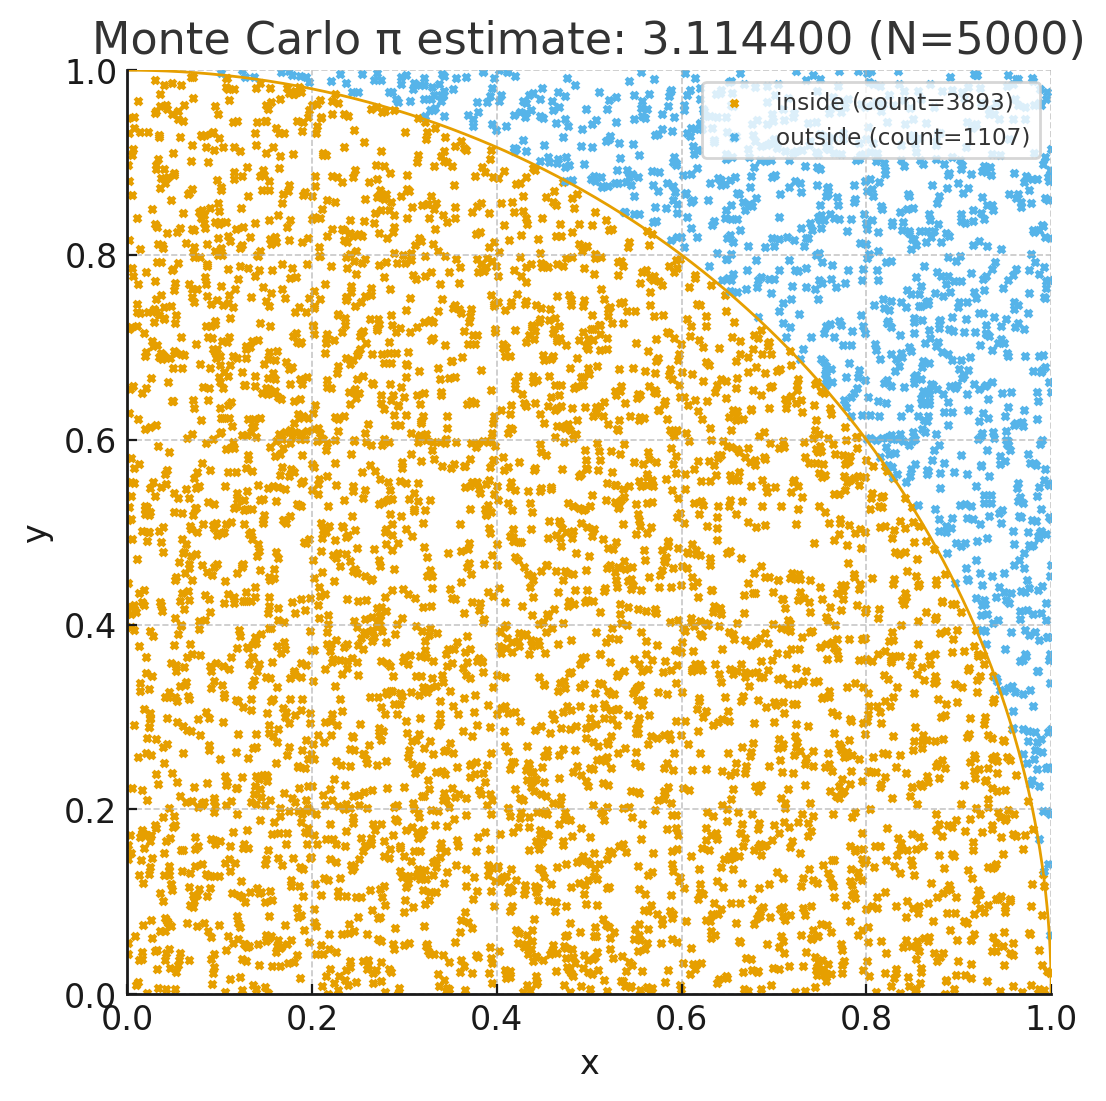 Monte Carlo π estimate: 3.114400 (N=5000)
inside (count=3893)
outside (count=1107)
1.0
0.8
0.6
0.4
0.2
0.0
y
0.0 0.2 0.4 0.6 0.8 1.0
x